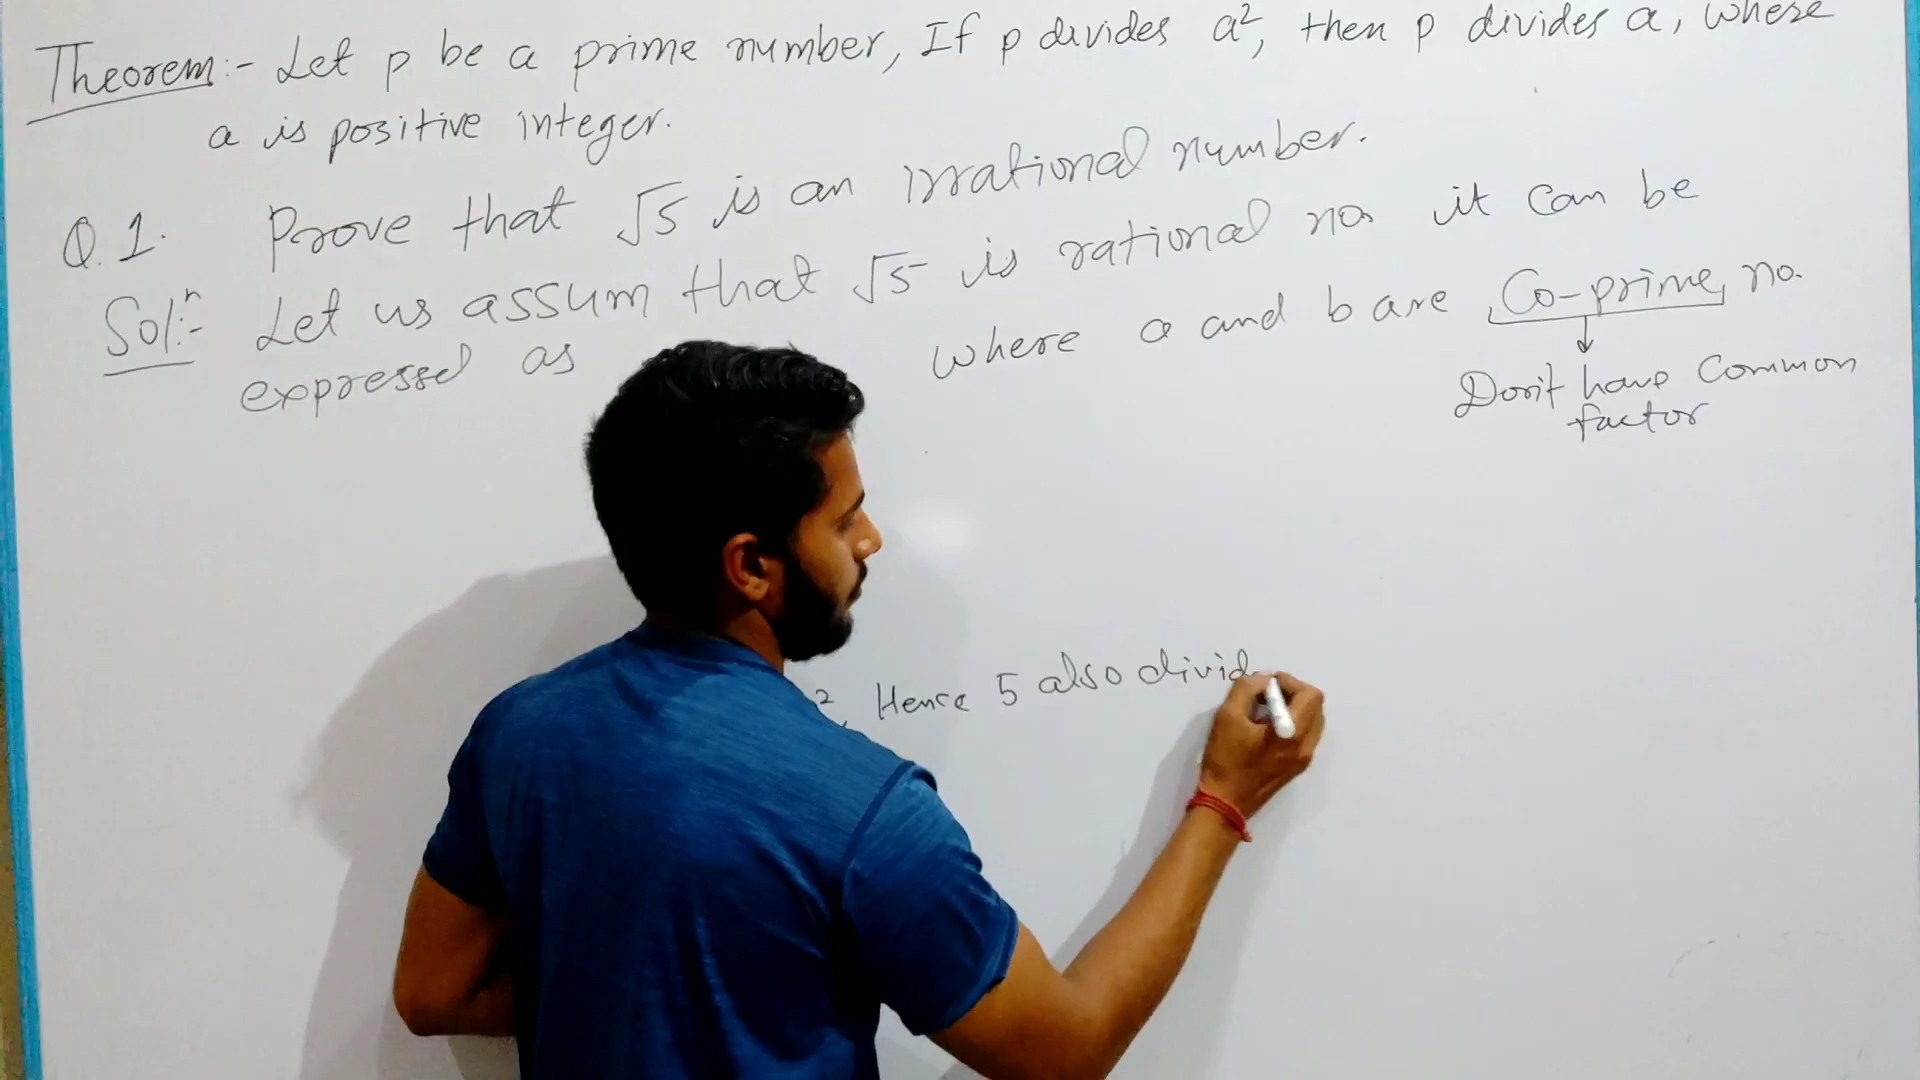 Theorem:- Let p be a prime number, If p divides a², then p divides a, where
a is positive integer.
Q.1. Prove that √5 is an irrational number.
Solⁿ:- Let us assum that √5 is rational no. it can be
expressed as where a and b are Co-prime no.
Don't have common
factor
², Hence 5 also divid